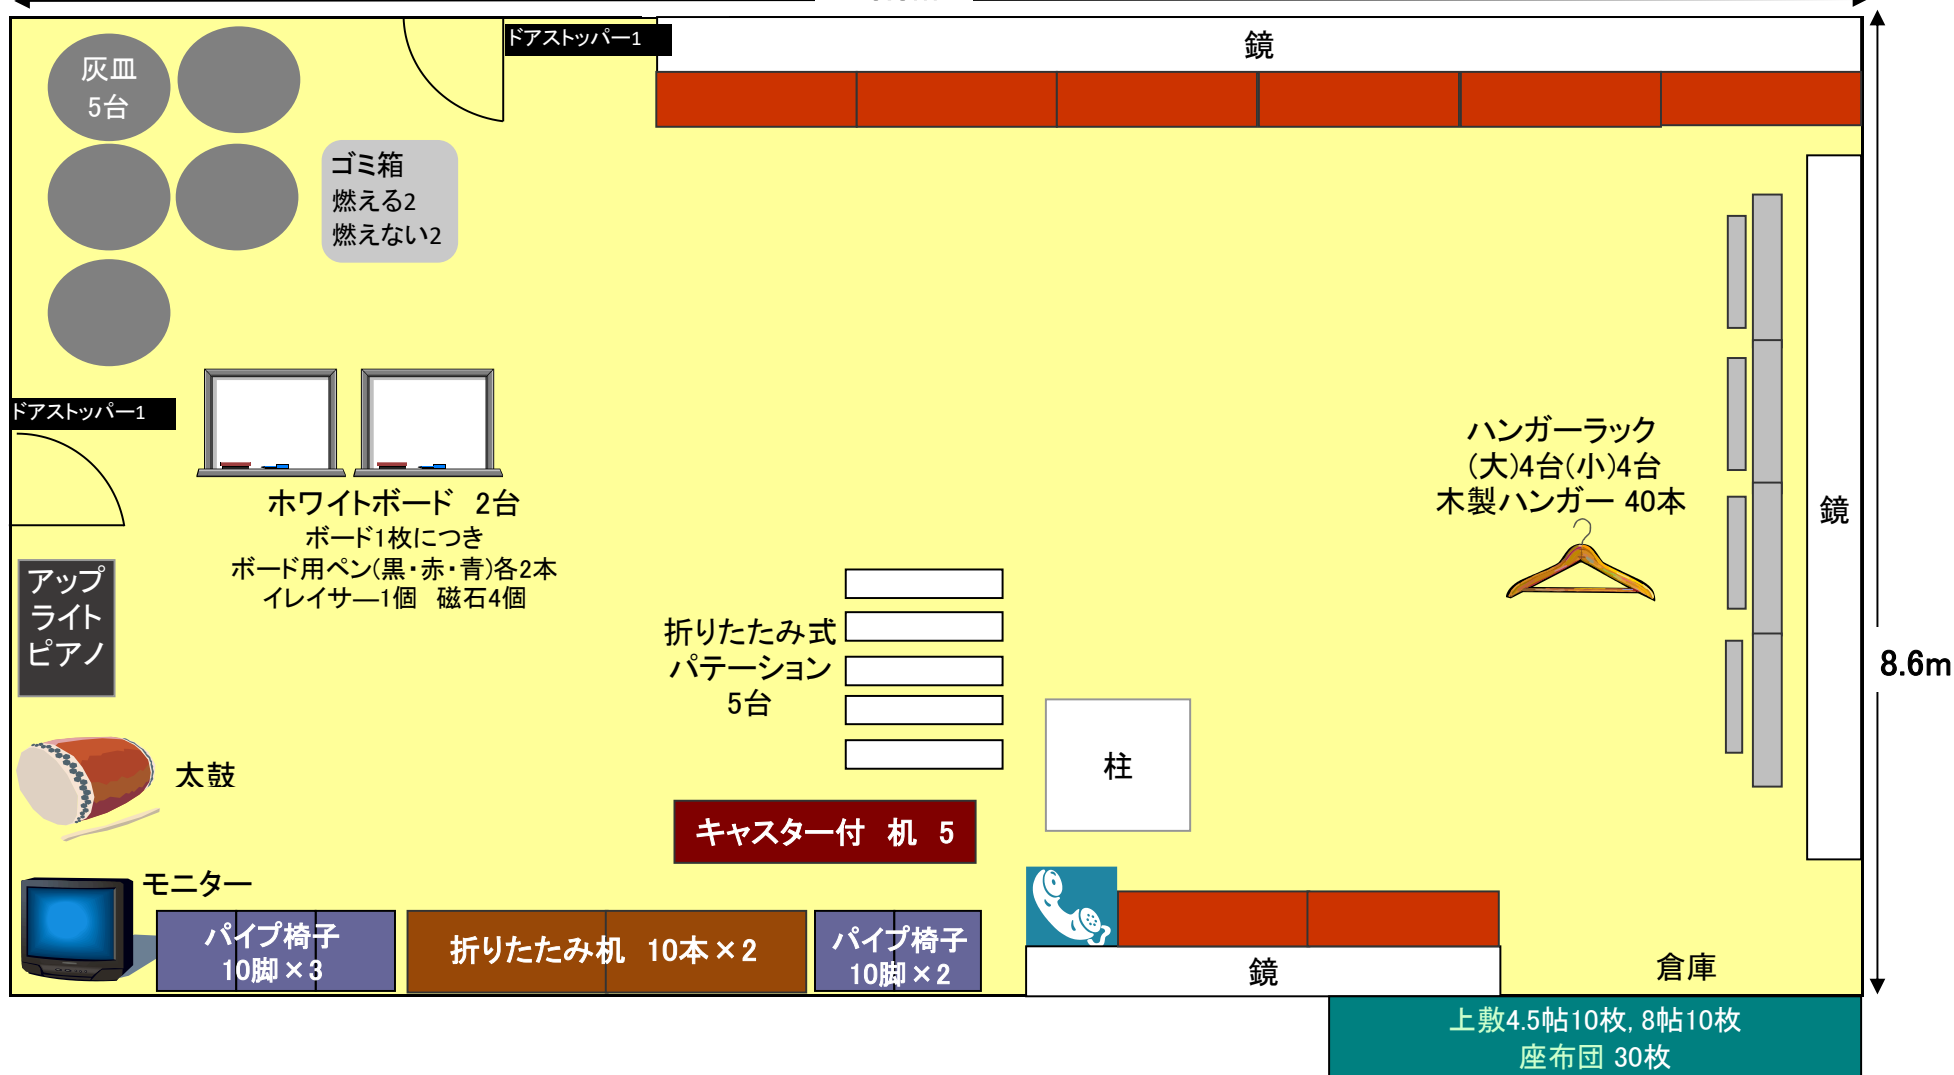 ドアストッパー1
鏡
灰皿
5台
ゴミ箱
燃える2
燃えない2
ドアストッパー1
ホワイトボード 2台
ボード1枚につき
ボード用ペン(黒・赤・青)各2本
イレイサ―1個 磁石4個
ハンガーラック
(大)4台(小)4台
木製ハンガー 40本
鏡
アップ
ライト
ピアノ
折りたたみ式
パテーション
5台
8.6m
柱
太鼓
キャスター付 机 5
モニター
パイプ椅子
10脚×3
折りたたみ机 10本×2
パイプ椅子
10脚×2
鏡
倉庫
上敷4.5帖10枚, 8帖10枚
座布団 30枚